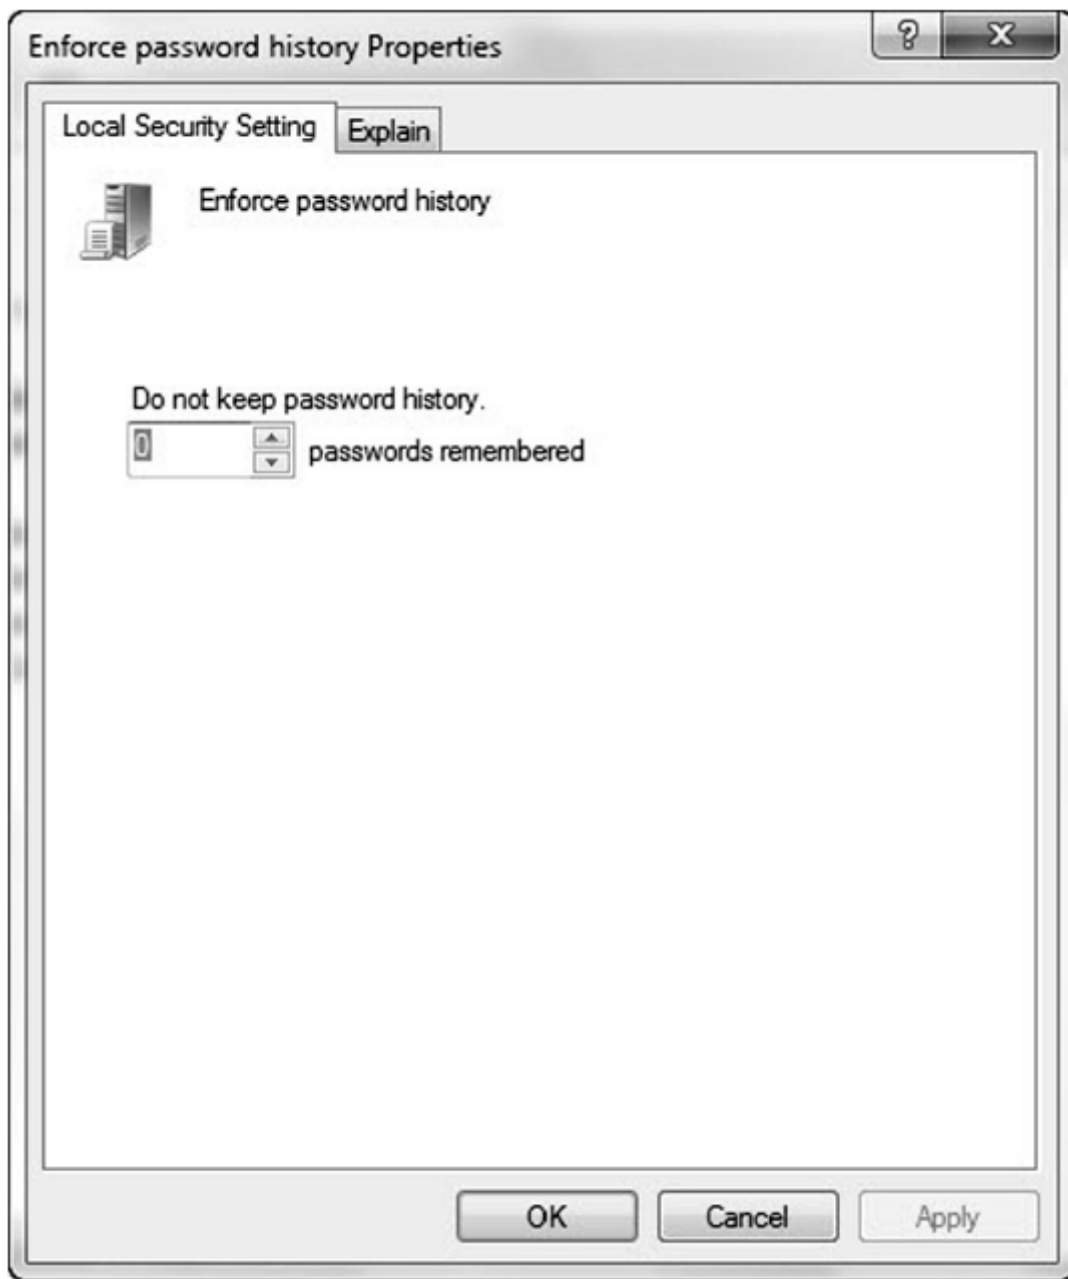 Enforce password history Properties
?
Local Security Setting
Explain
Enforce password history
Do not keep password history.
0
passwords remembered
OK
Cancel
Apply